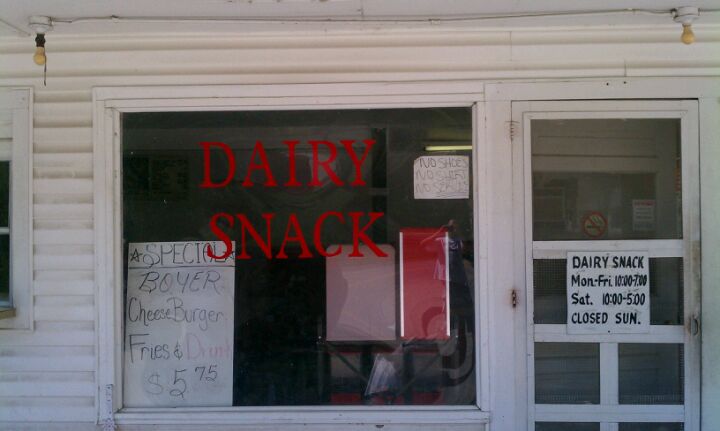 DAIRY
SNACK
NO SHOES
NO SHIRT
NO SERVICE
☆SPECIAL☆
BOYER
CheeseBurger
Fries & Drink
$5.75
DAIRY SNACK
Mon-Fri. 10:00-7:00
Sat. 10:00-5:00
CLOSED SUN.